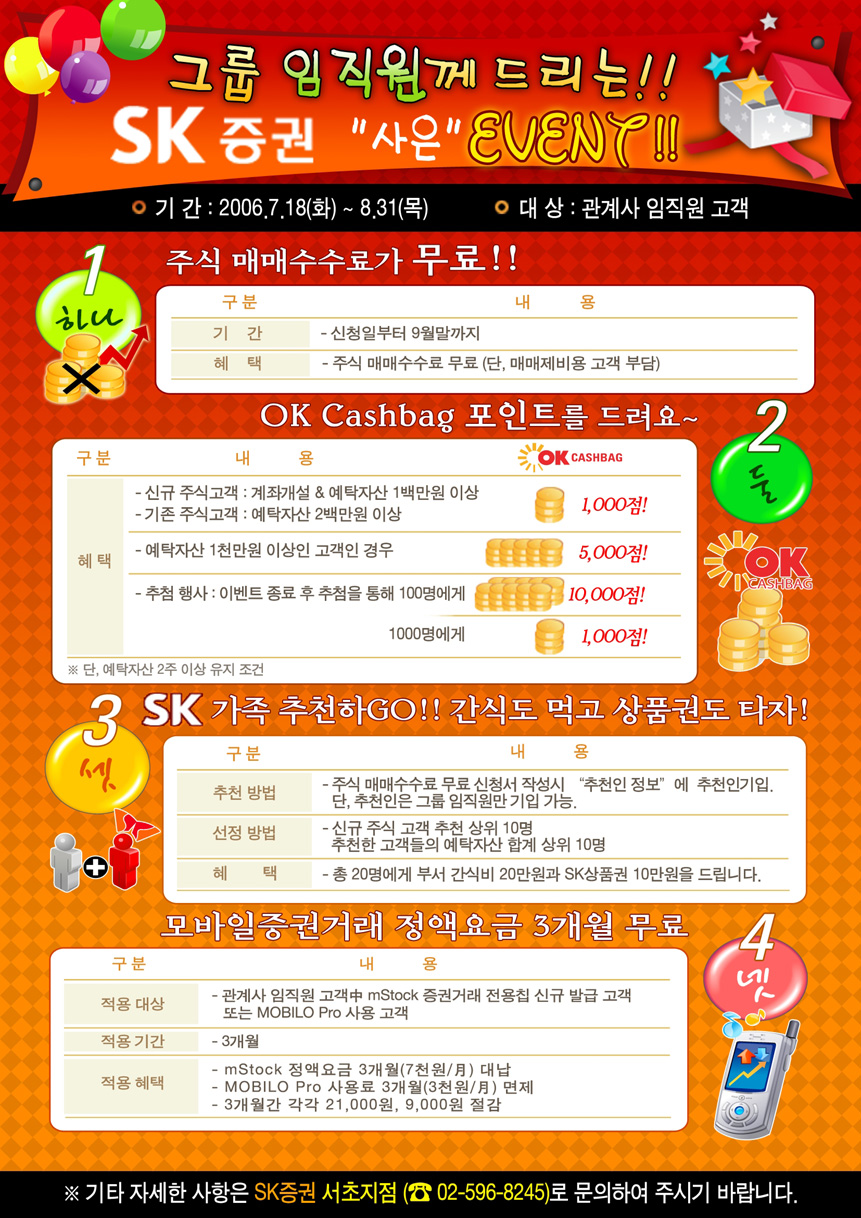 그룹 임직원께 드리는!!
SK 증권 "사은" EVENT!!
기 간 : 2006.7.18(화) ~ 8.31(목) 대 상 : 관계사 임직원 고객
1 하나
주식 매매수수료가 무료!!
구 분 내 용
기 간 - 신청일부터 9월말까지
혜 택 - 주식 매매수수료 무료 (단, 매매제비용 고객 부담)
OK Cashbag 포인트를 드려요~
2 둘
구 분 내 용 OK CASHBAG
혜 택
- 신규 주식고객 : 계좌개설 & 예탁자산 1백만원 이상
- 기존 주식고객 : 예탁자산 2백만원 이상
1,000점!
- 예탁자산 1천만원 이상인 고객인 경우 5,000점!
- 추첨 행사 : 이벤트 종료 후 추첨을 통해 100명에게 10,000점!
1000명에게 1,000점!
※ 단, 예탁자산 2주 이상 유지 조건
OK
CASHBAG
3 셋
SK 가족 추천하GO!! 간식도 먹고 상품권도 타자!
구 분 내 용
추천 방법 - 주식 매매수수료 무료 신청서 작성시 “추천인 정보” 에 추천인기입.
단, 추천인은 그룹 임직원만 기입 가능.
선정 방법 - 신규 주식 고객 추천 상위 10명
추천한 고객들의 예탁자산 합계 상위 10명
혜 택 - 총 20명에게 부서 간식비 20만원과 SK상품권 10만원을 드립니다.
모바일증권거래 정액요금 3개월 무료
4 넷
구 분 내 용
적용 대상 - 관계사 임직원 고객中 mStock 증권거래 전용칩 신규 발급 고객
또는 MOBILO Pro 사용 고객
적용 기간 - 3개월
적용 혜택 - mStock 정액요금 3개월(7천원/月) 대납
- MOBILO Pro 사용료 3개월(3천원/月) 면제
- 3개월간 각각 21,000원, 9,000원 절감
※ 기타 자세한 사항은 SK증권 서초지점 (☎ 02-596-8245)로 문의하여 주시기 바랍니다.